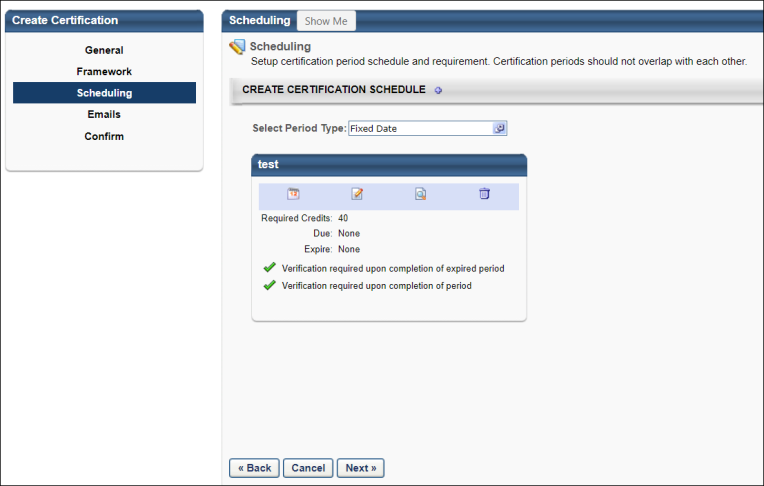 Create Certification
General
Framework
Scheduling
Emails
Confirm
Scheduling Show Me
Scheduling
Setup certification period schedule and requirement. Certification periods should not overlap with each other.
CREATE CERTIFICATION SCHEDULE
Select Period Type: Fixed Date
test
12
Required Credits: 40
Due: None
Expire: None
Verification required upon completion of expired period
Verification required upon completion of period
« Back Cancel Next »